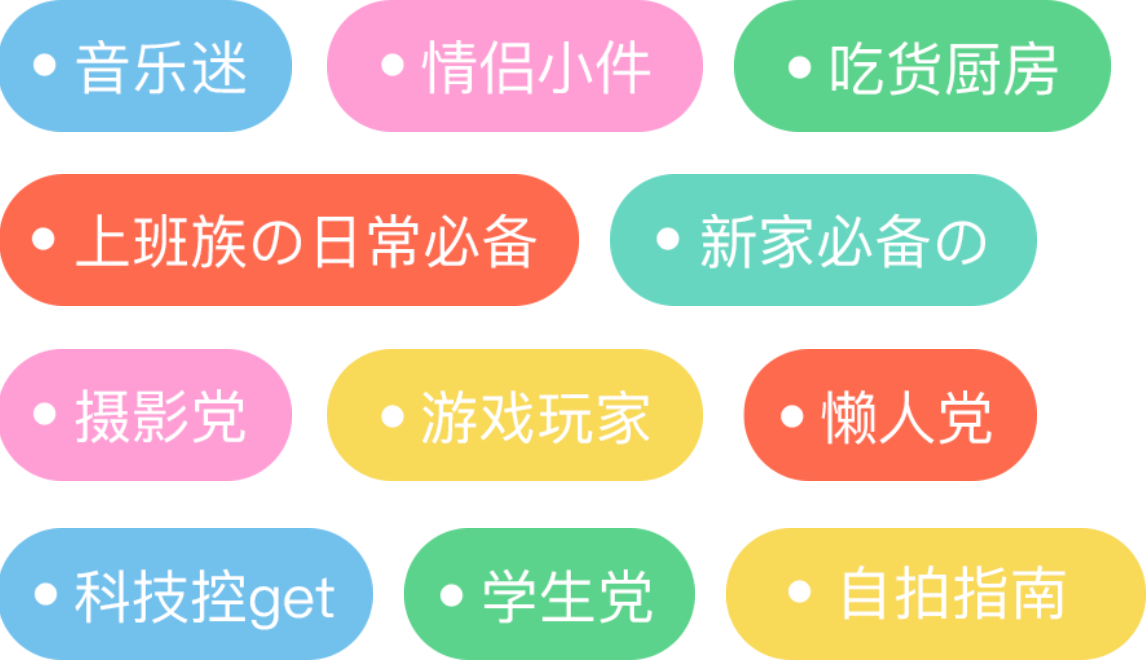 • 音乐迷
• 情侣小件
• 吃货厨房
• 上班族の日常必备
• 新家必备の
• 摄影党
• 游戏玩家
• 懒人党
• 科技控get
• 学生党
• 自拍指南